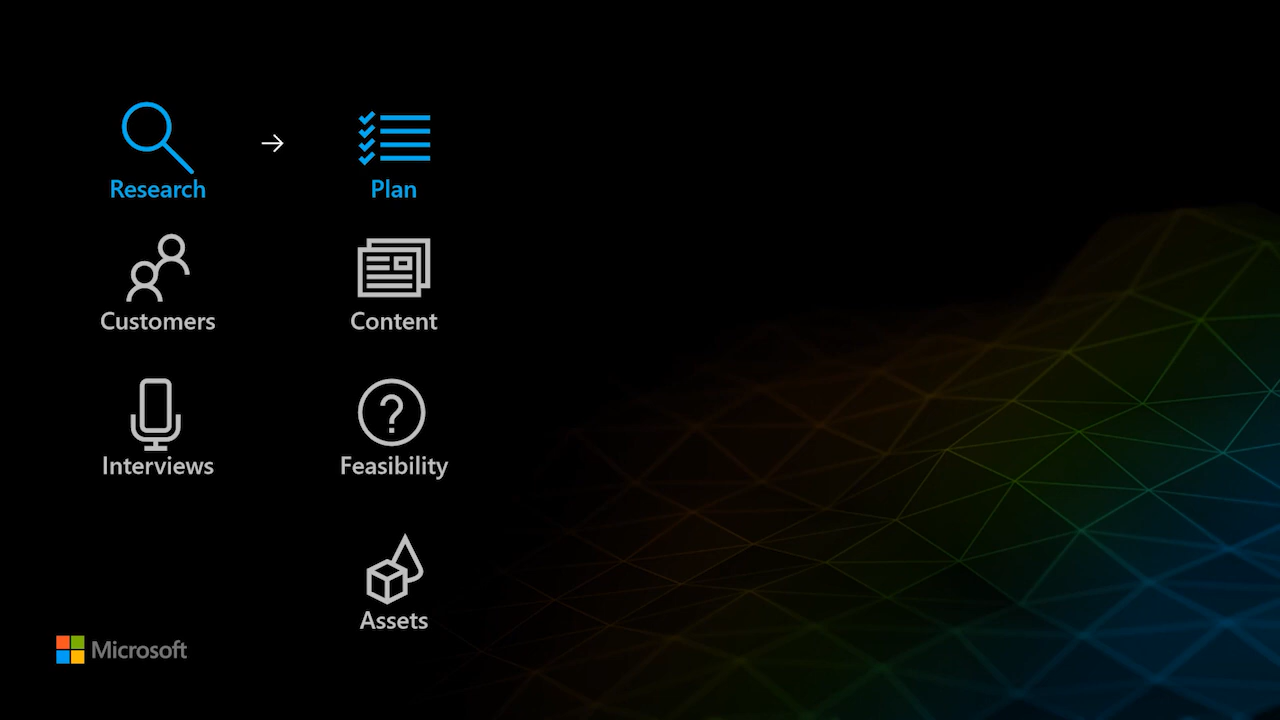 Research
Plan
Customers
Content
Interviews
Feasibility
Assets
Microsoft